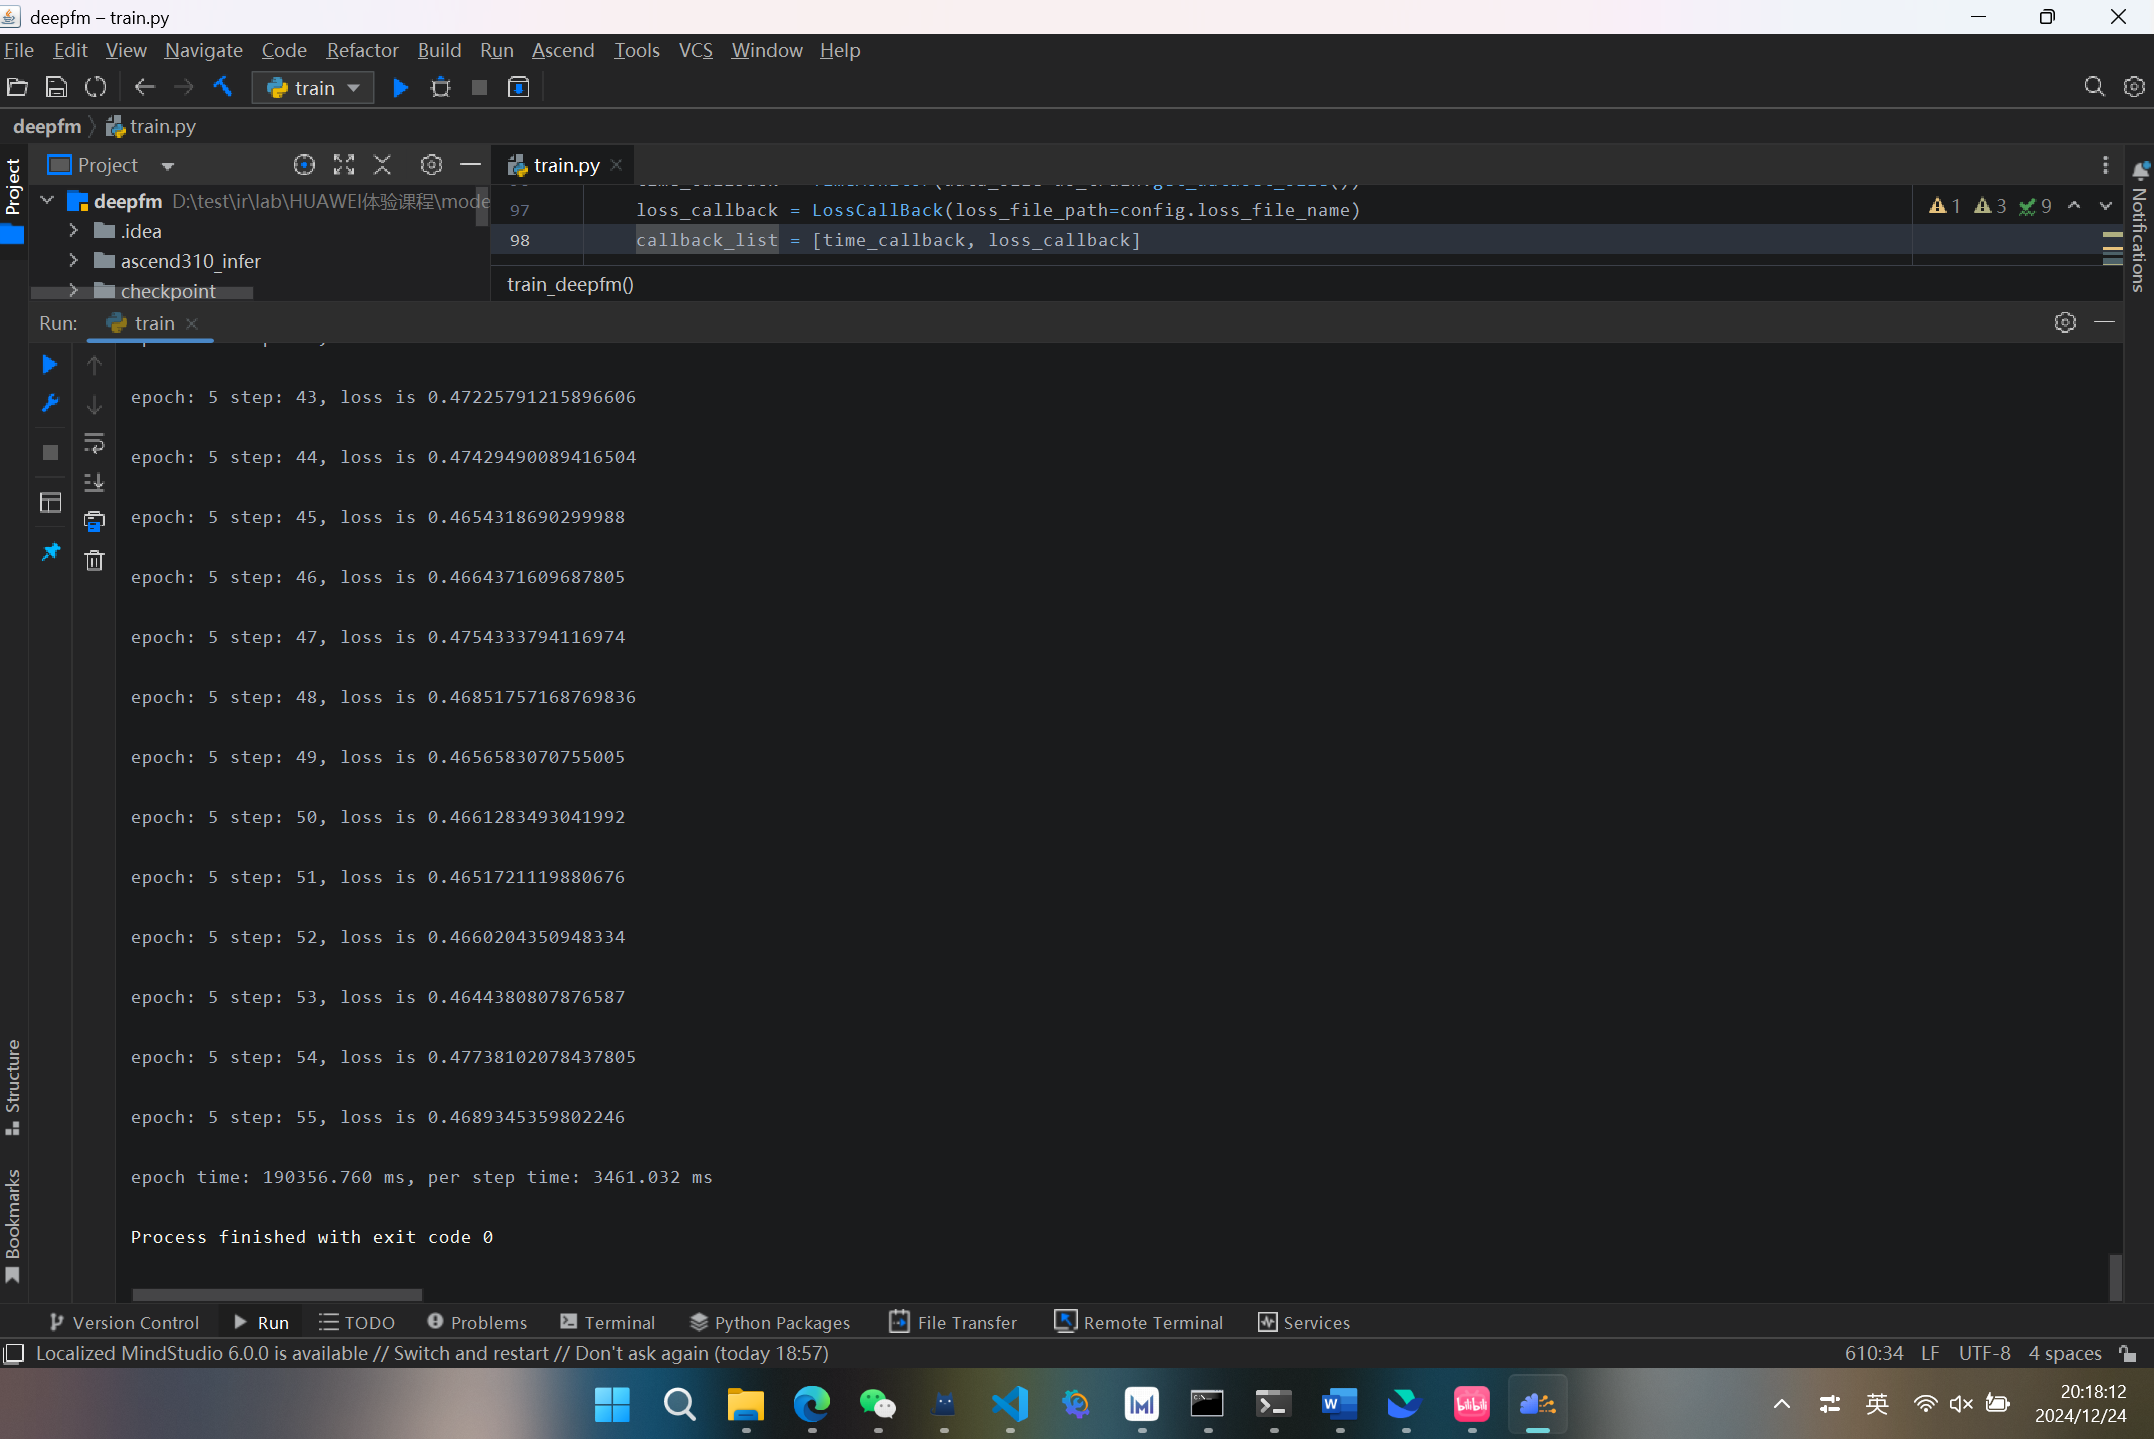 deepfm – train.py
File Edit View Navigate Code Refactor Build Run Ascend Tools VCS Window Help
train
deepfm train.py
Project
Project
train.py
deepfm D:\test\ir\lab\HUAWEI体验课程\mode
.idea
ascend310_infer
checkpoint
97 loss_callback = LossCallBack(loss_file_path=config.loss_file_name)
98 callback_list = [time_callback, loss_callback]
1 3 9
train_deepfm()
Notifications
Run: train
epoch: 5 step: 43, loss is 0.47225791215896606
epoch: 5 step: 44, loss is 0.47429490089416504
epoch: 5 step: 45, loss is 0.4654318690299988
epoch: 5 step: 46, loss is 0.4664371609687805
epoch: 5 step: 47, loss is 0.4754333794116974
epoch: 5 step: 48, loss is 0.46851757168769836
epoch: 5 step: 49, loss is 0.4656583070755005
epoch: 5 step: 50, loss is 0.4661283493041992
epoch: 5 step: 51, loss is 0.4651721119880676
epoch: 5 step: 52, loss is 0.4660204350948334
epoch: 5 step: 53, loss is 0.4644380807876587
epoch: 5 step: 54, loss is 0.47738102078437805
epoch: 5 step: 55, loss is 0.4689345359802246
epoch time: 190356.760 ms, per step time: 3461.032 ms
Process finished with exit code 0
Structure
Bookmarks
Version Control Run TODO Problems Terminal Python Packages File Transfer Remote Terminal Services
Localized MindStudio 6.0.0 is available // Switch and restart // Don't ask again (today 18:57)
610:34 LF UTF-8 4 spaces
bilibili
英
20:18:12
2024/12/24